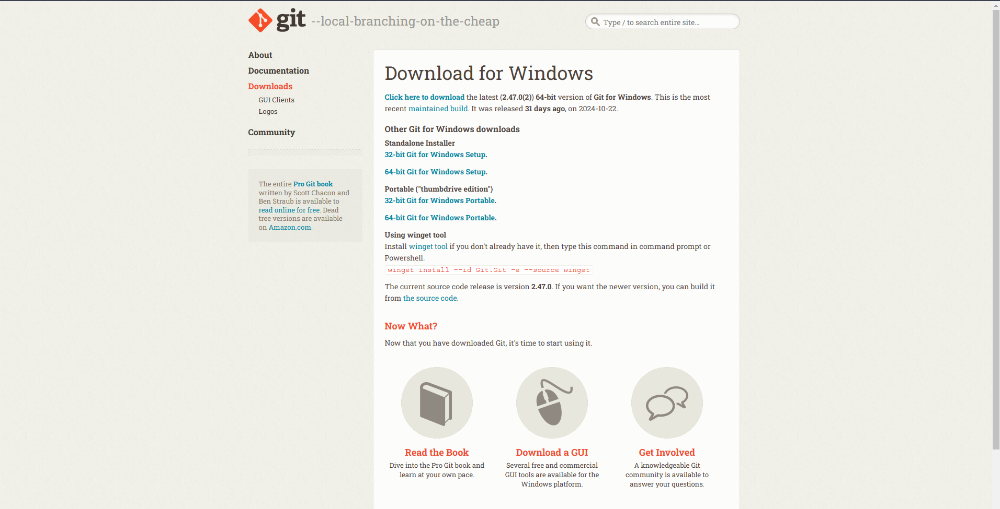 git --local-branching-on-the-cheap
Type / to search entire site...
About
Documentation
Downloads
GUI Clients
Logos
Community
The entire Pro Git book
written by Scott Chacon and
Ben Straub is available to
read online for free. Dead
tree versions are available
on Amazon.com.
Download for Windows
Click here to download the latest (2.47.0(2)) 64-bit version of Git for Windows. This is the most
recent maintained build. It was released 31 days ago, on 2024-10-22.
Other Git for Windows downloads
Standalone Installer
32-bit Git for Windows Setup.
64-bit Git for Windows Setup.
Portable ("thumbdrive edition")
32-bit Git for Windows Portable.
64-bit Git for Windows Portable.
Using winget tool
Install winget tool if you don't already have it, then type this command in command prompt or
Powershell.
winget install --id Git.Git -e --source winget
The current source code release is version 2.47.0. If you want the newer version, you can build it
from the source code.
Now What?
Now that you have downloaded Git, it's time to start using it.
Read the Book
Dive into the Pro Git book and
learn at your own pace.
Download a GUI
Several free and commercial
GUI tools are available for the
Windows platform.
Get Involved
A knowledgeable Git
community is available to
answer your questions.